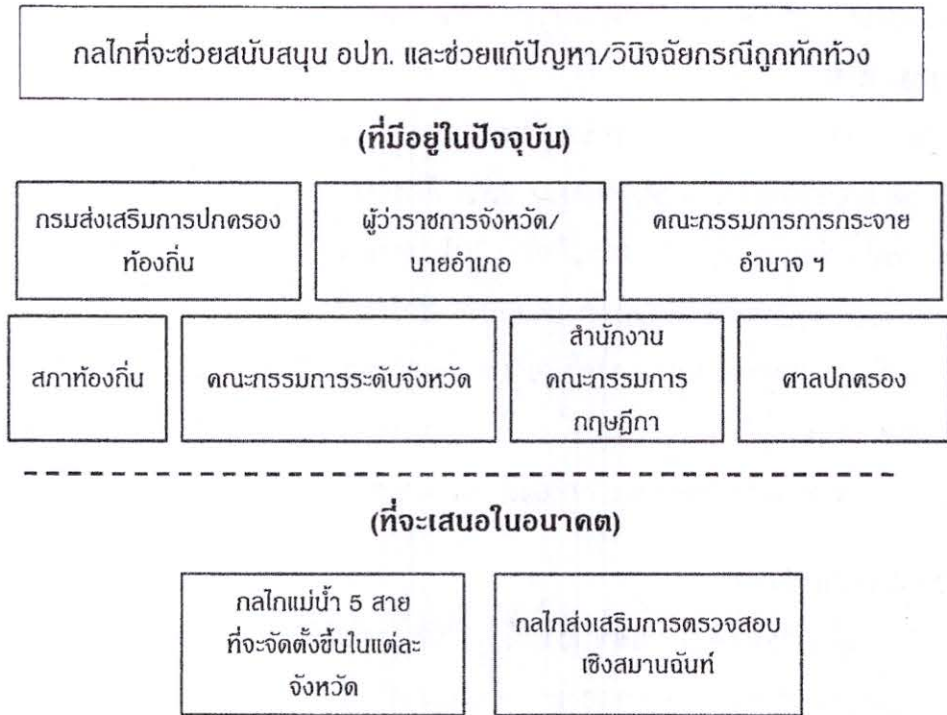 กลไกที่จะช่วยสนับสนุน อปท. และช่วยแก้ปัญหา/วินิจฉัยกรณีถูกทักท้วง
(ที่มีอยู่ในปัจจุบัน)
กรมส่งเสริมการปกครอง
ท้องถิ่น
ผู้ว่าราชการจังหวัด/
นายอำเภอ
คณะกรรมการการกระจาย
อำนาจ ฯ
สภาท้องถิ่น
คณะกรรมการระดับจังหวัด
สำนักงาน
คณะกรรมการ
กฤษฎีกา
ศาลปกครอง
(ที่จะเสนอในอนาคต)
กลไกแม่น้ำ 5 สาย
ที่จะจัดตั้งขึ้นในแต่ละ
จังหวัด
กลไกส่งเสริมการตรวจสอบ
เชิงสมานฉันท์